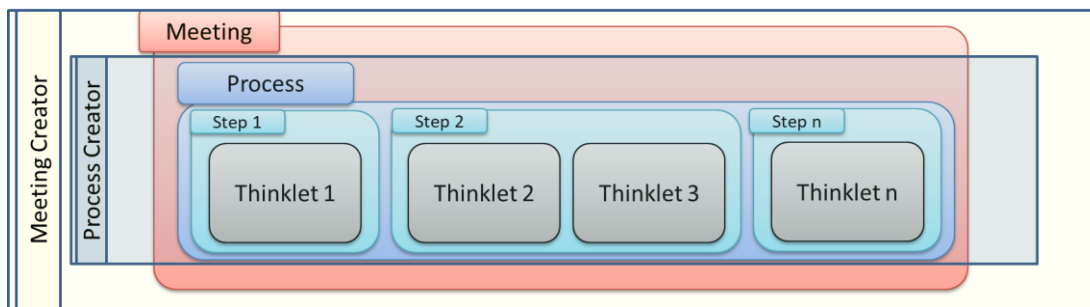 Meeting Creator
Process Creator
Meeting
Process
Step 1
Step 2
Step n
Thinklet 1
Thinklet 2
Thinklet 3
Thinklet n